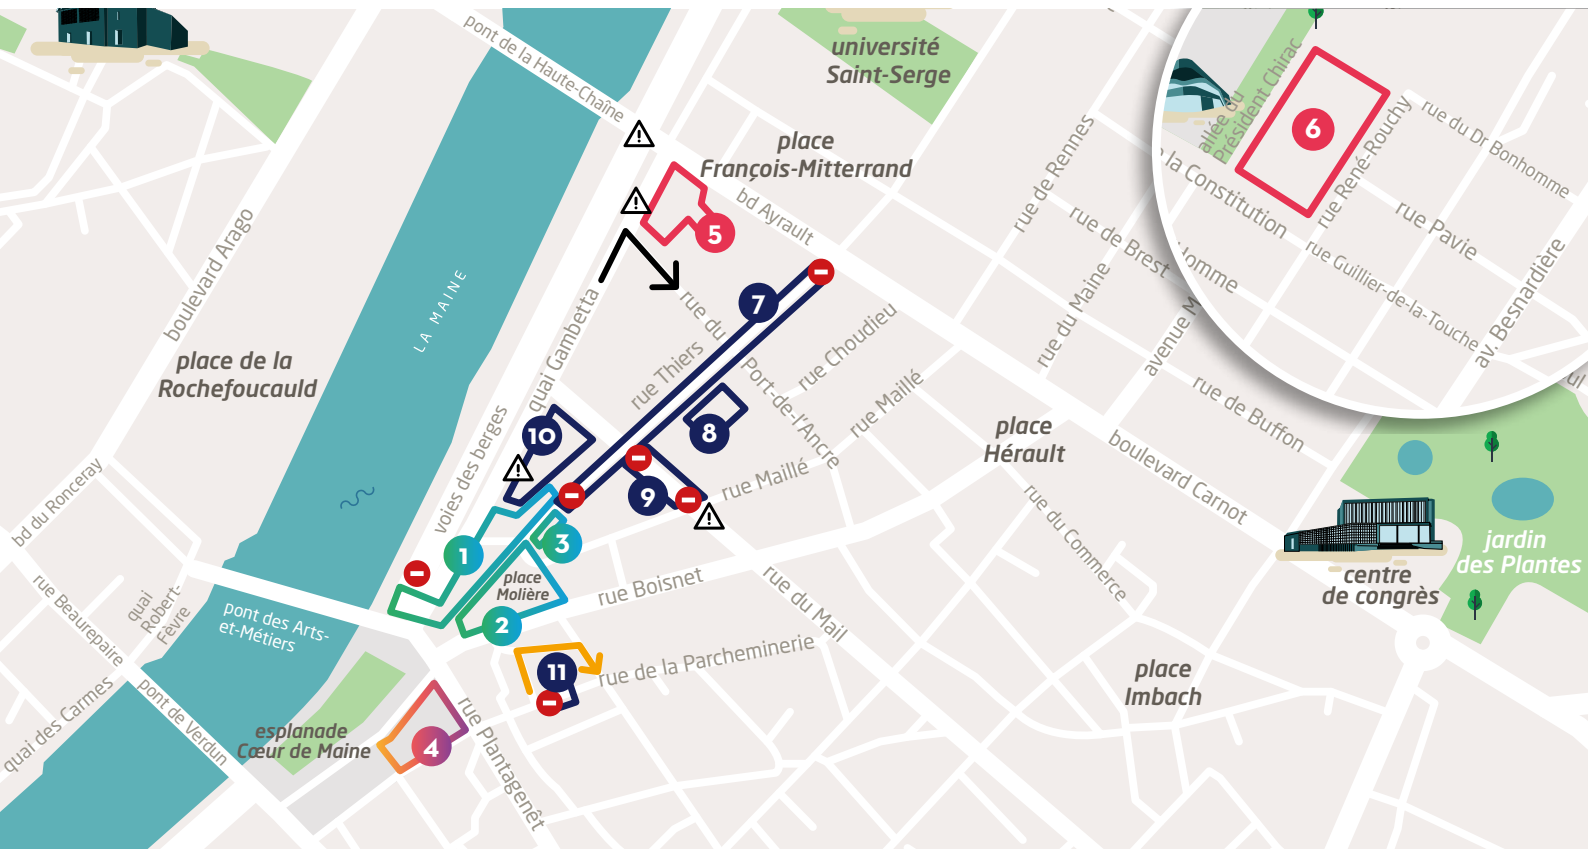 pont de la Haute-Chaîne
université
Saint-Serge
place
François-Mitterrand
bd Ayrault
5
7
rue de Rennes
rue de Brest
rue du Maine
avenue M
allée du
Président Chirac
6
rue du Dr Bonhomme
rue René-Rouchy
la Constitution
rue Pavie
rue Guillier-de-la-Touche
av. Besnardière
boulevard Arago
LA MAINE
place de la
Rochefoucauld
quai Gambetta
voies des berges
rue du
Port-de-l'Ancre
rue Thiers
rue Choudieu
rue Maillé
10
8
9
rue Maillé
place
Hérault
rue de Buffon
boulevard Carnot
rue du Commerce
jardin
des Plantes
centre
de congrès
bd du Ronceray
rue Beaurepaire
quai
Robert-
Fèvre
pont des Arts-
et-Métiers
1
3
place
Molière
2
rue Boisnet
rue du Mail
rue de la Parcheminerie
11
place
Imbach
quai des Carmes
pont de Verdun
esplanade
Cœur de Maine
4
rue Plantagenêt